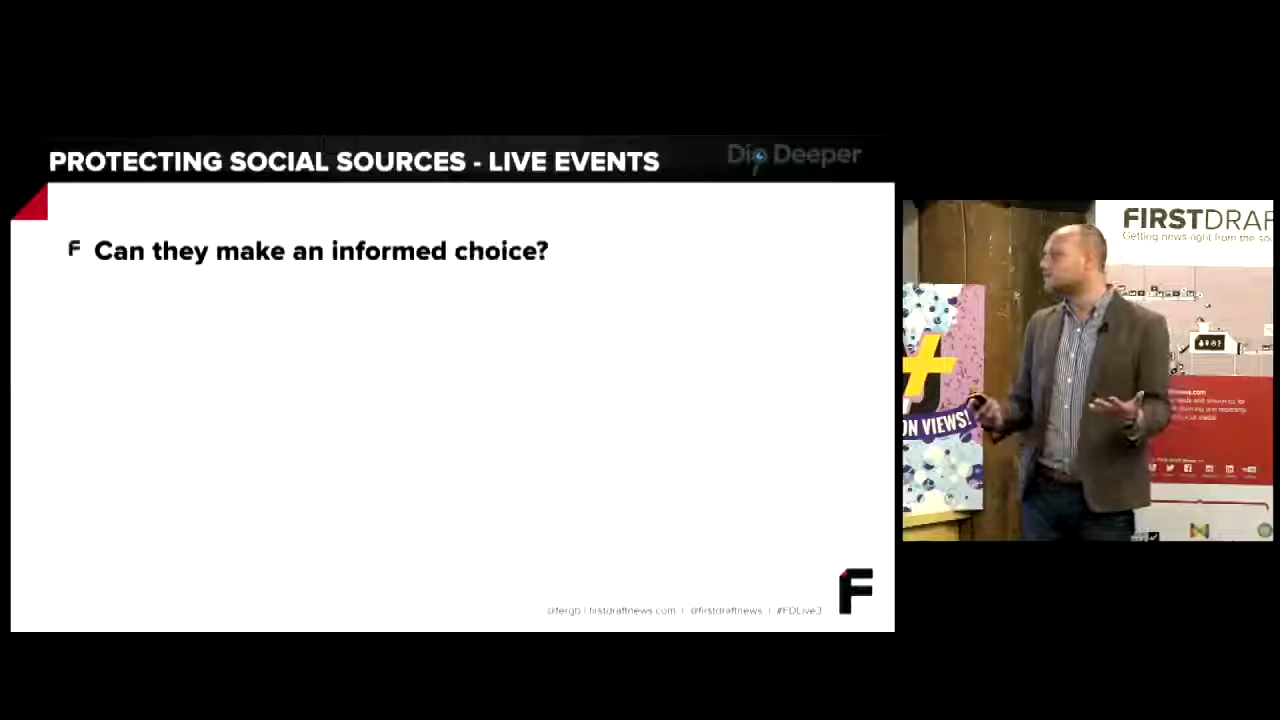 PROTECTING SOCIAL SOURCES - LIVE EVENTS
Dig Deeper
F Can they make an informed choice?
@fergb | firstdraftnews.com | @firstdraftnews | #FDLive3
F
FIRSTDRAF
Getting news right from the sou
ON VIEWS!